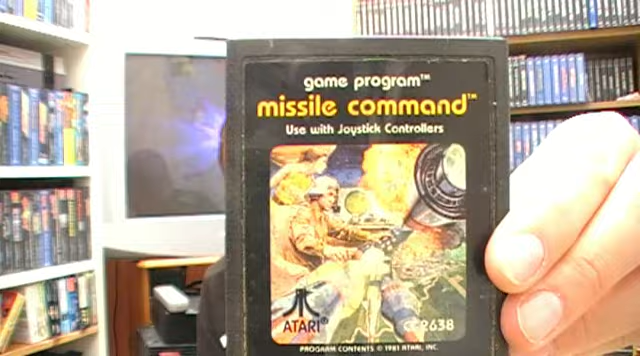 game program™
missile command™
Use with Joystick Controllers
ATARI®
CX2638
PROGRAM CONTENTS © 1981 ATARI, INC.